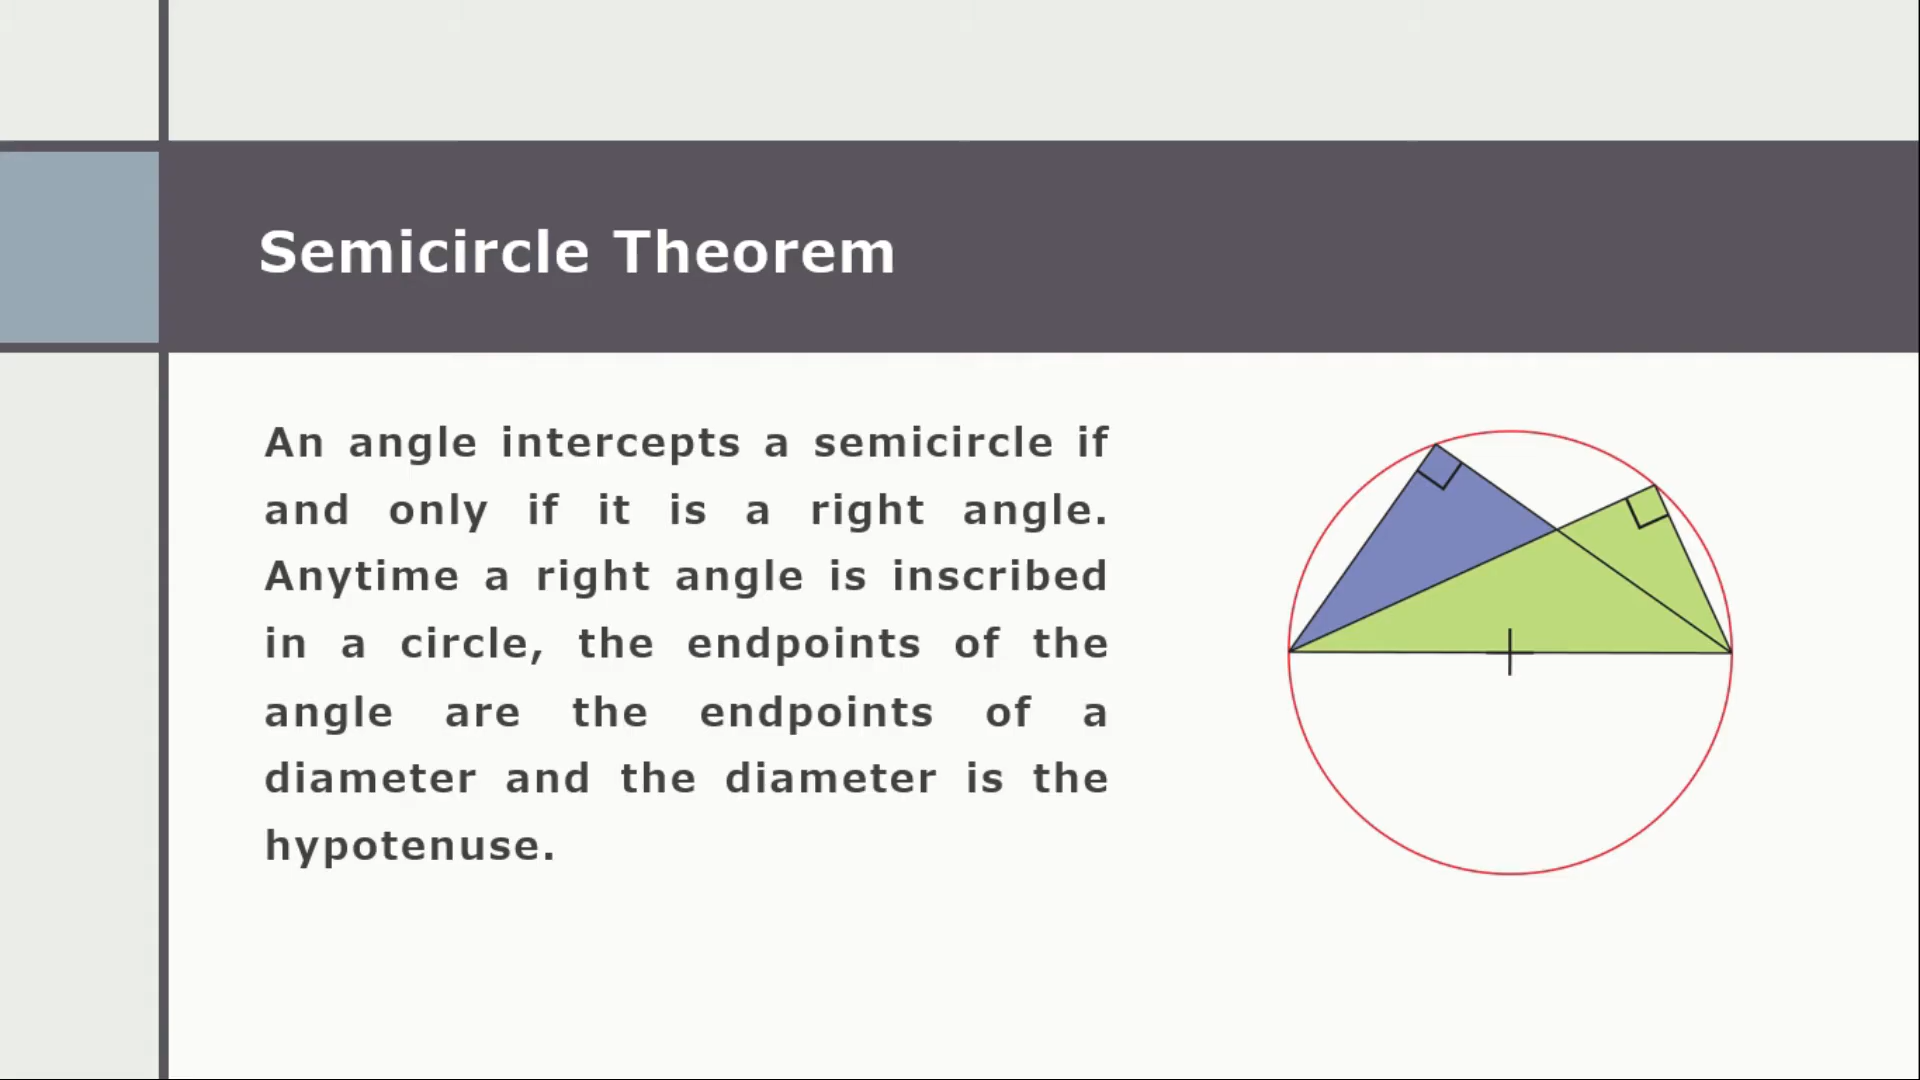 Semicircle Theorem
An angle intercepts a semicircle if
and only if it is a right angle.
Anytime a right angle is inscribed
in a circle, the endpoints of the
angle are the endpoints of a
diameter and the diameter is the
hypotenuse.